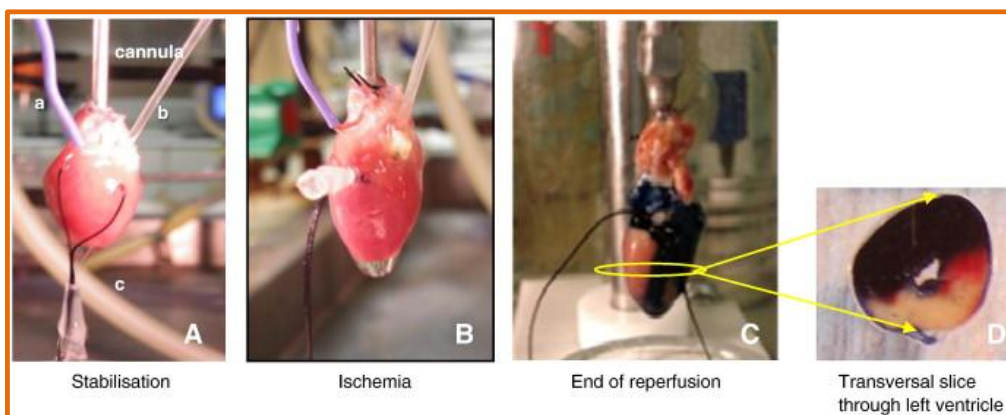 cannula
a
b
c
A
B
C
D
Stabilisation
Ischemia
End of reperfusion
Transversal slice
through left ventricle